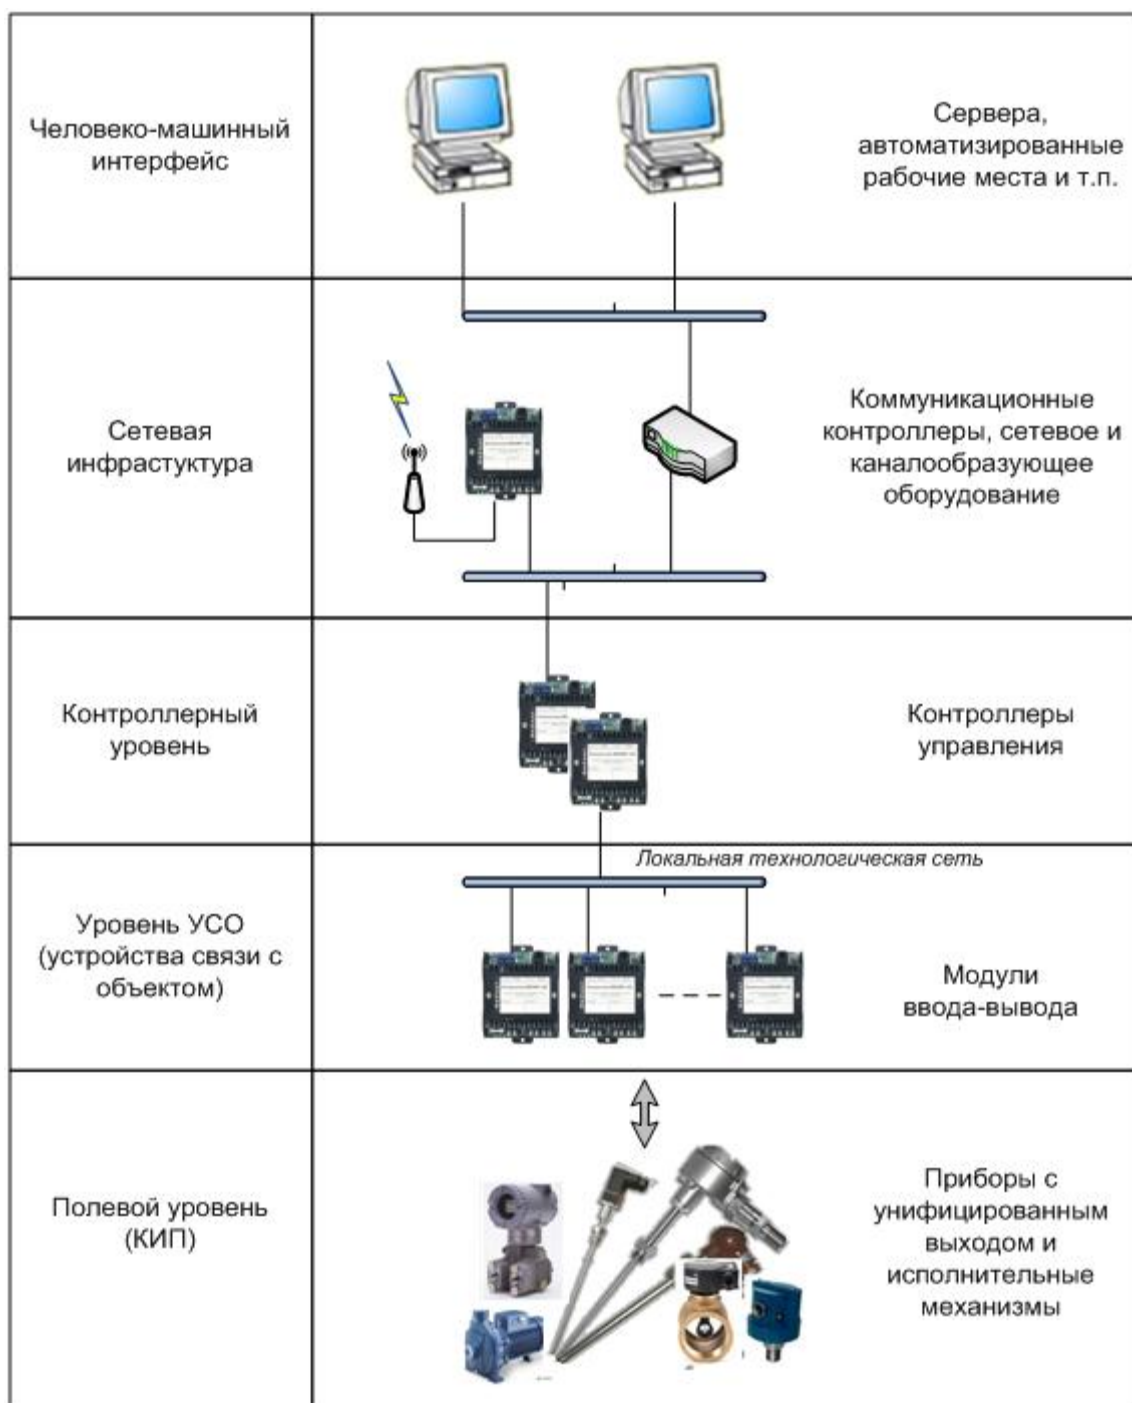 Человеко-машинный
интерфейс
Сервера,
автоматизированные
рабочие места и т.п.
Сетевая
инфрастуктура
Коммуникационные
контроллеры, сетевое и
каналообразующее
оборудование
Контроллерный
уровень
Контроллеры
управления
Локальная технологическая сеть
Уровень УСО
(устройства связи с
объектом)
Модули
ввода-вывода
Полевой уровень
(КИП)
Приборы с
унифицированным
выходом и
исполнительные
механизмы